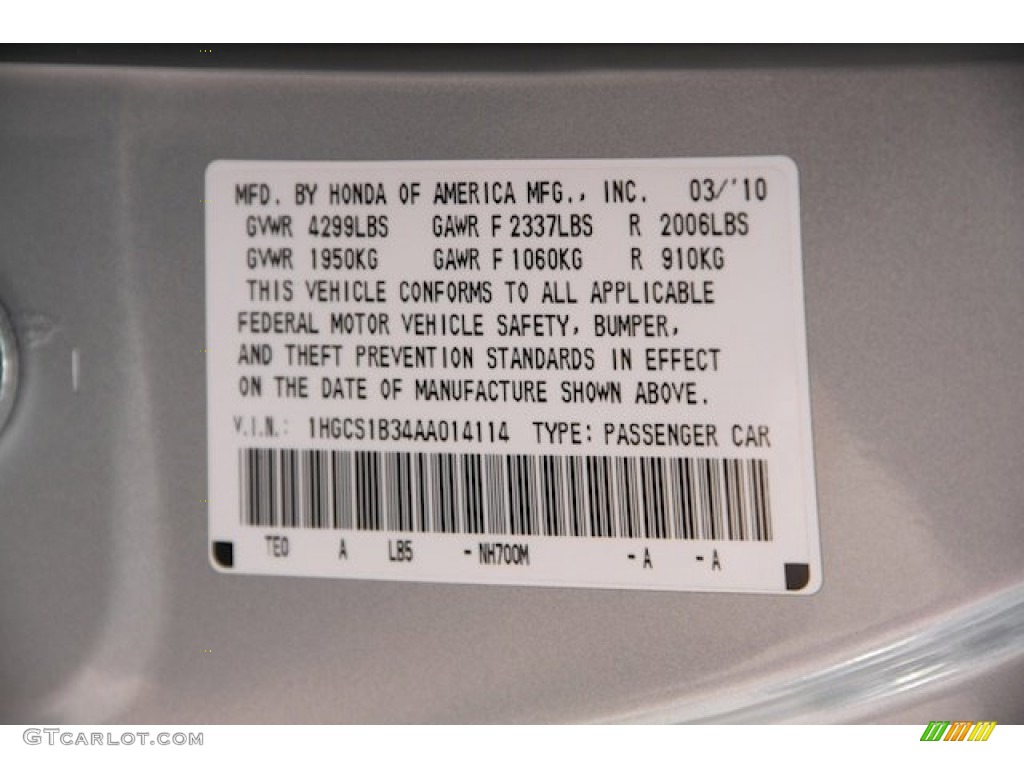 MFD. BY HONDA OF AMERICA MFG., INC. 03/'10
GVWR 4299LBS GAWR F 2337LBS R 2006LBS
GVWR 1950KG GAWR F 1060KG R 910KG
THIS VEHICLE CONFORMS TO ALL APPLICABLE
FEDERAL MOTOR VEHICLE SAFETY, BUMPER,
AND THEFT PREVENTION STANDARDS IN EFFECT
ON THE DATE OF MANUFACTURE SHOWN ABOVE.
V.I.N.: 1HGCS1B34AA014114 TYPE: PASSENGER CAR
TE0 A LB5 -NH700M -A -A
GTCARLOT.COM